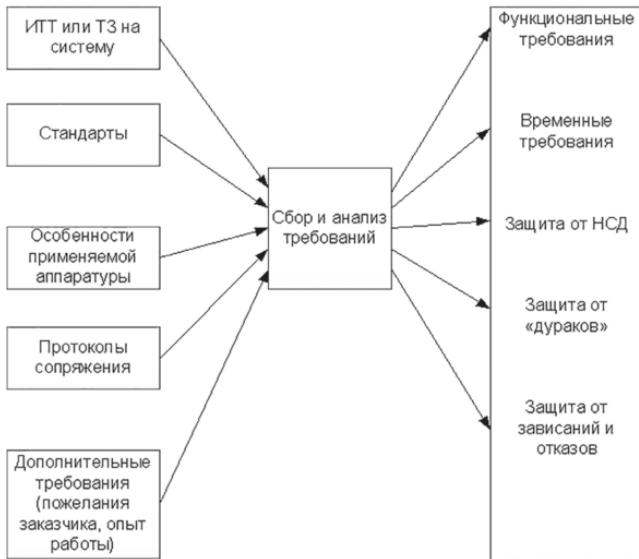 ИТТ или ТЗ на
систему
Стандарты
Особенности
применяемой
аппаратуры
Протоколы
сопряжения
Дополнительные
требования
(пожелания
заказчика, опыт
работы)
Сбор и анализ
требований
Функциональные
требования
Временные
требования
Защита от НСД
Защита от
«дураков»
Защита от
зависаний и
отказов